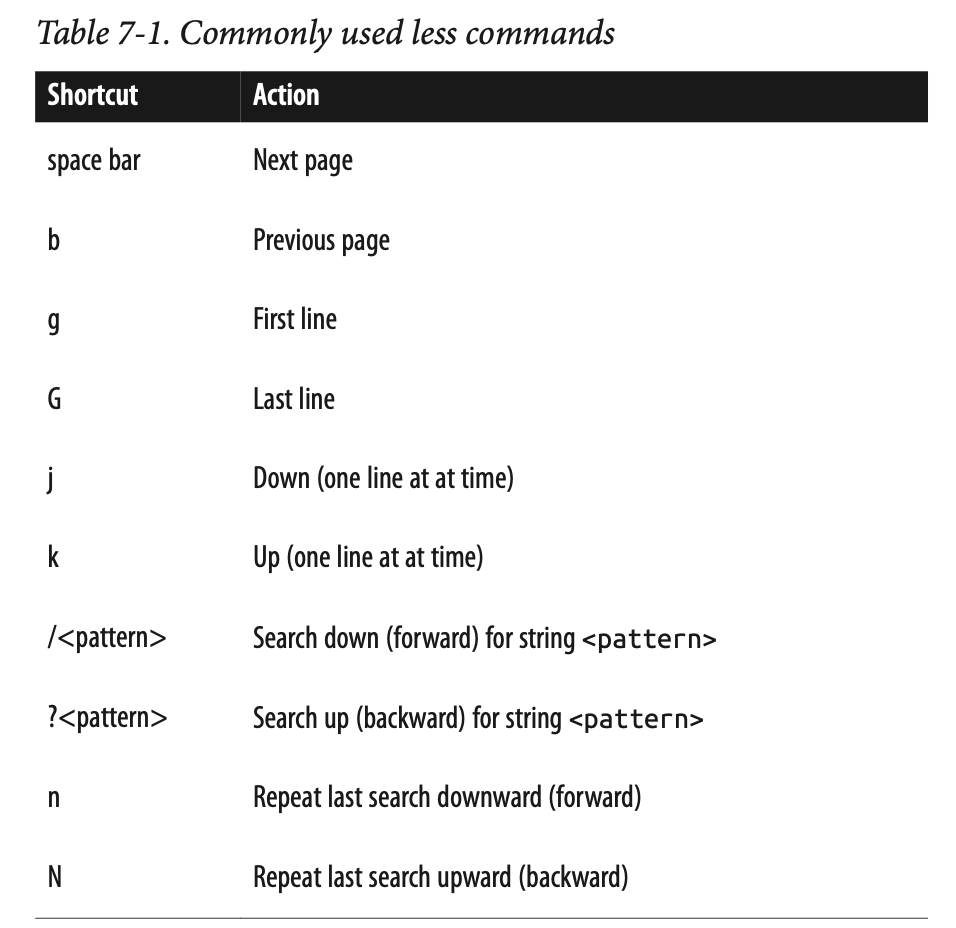 Table 7-1. Commonly used less commands
Shortcut Action
space bar Next page
b Previous page
g First line
G Last line
j Down (one line at at time)
k Up (one line at at time)
/<pattern> Search down (forward) for string <pattern>
?<pattern> Search up (backward) for string <pattern>
n Repeat last search downward (forward)
N Repeat last search upward (backward)